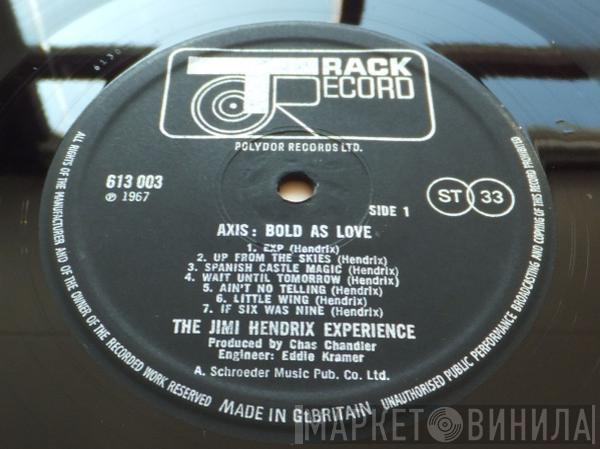 TRACK
RECORD
POLYDOR RECORDS LTD.
613 003
℗ 1967
SIDE 1
ST 33
AXIS: BOLD AS LOVE
1. EXP (Hendrix)
2. UP FROM THE SKIES (Hendrix)
3. SPANISH CASTLE MAGIC (Hendrix)
4. WAIT UNTIL TOMORROW (Hendrix)
5. AIN'T NO TELLING (Hendrix)
6. LITTLE WING (Hendrix)
7. IF SIX WAS NINE (Hendrix)
THE JIMI HENDRIX EXPERIENCE
Produced by Chas Chandler
Engineer: Eddie Kramer
A. Schroeder Music Pub. Co. Ltd.
ALL RIGHTS OF THE MANUFACTURER AND OF THE OWNER OF THE RECORDED WORK RESERVED
UNAUTHORISED PUBLIC PERFORMANCE BROADCASTING AND COPYING OF THIS RECORD PROHIBITED
MADE IN Gt. BRITAIN
МАРКЕТ ВИНИЛА